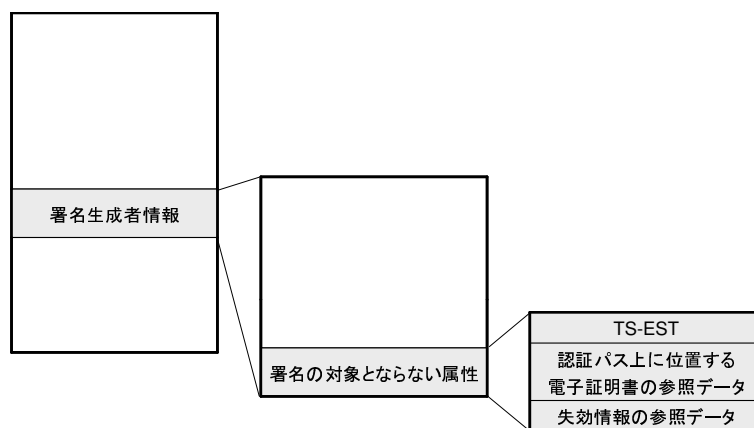 署名生成者情報
署名の対象とならない属性
TS-EST
認証パス上に位置する
電子証明書の参照データ
失効情報の参照データ